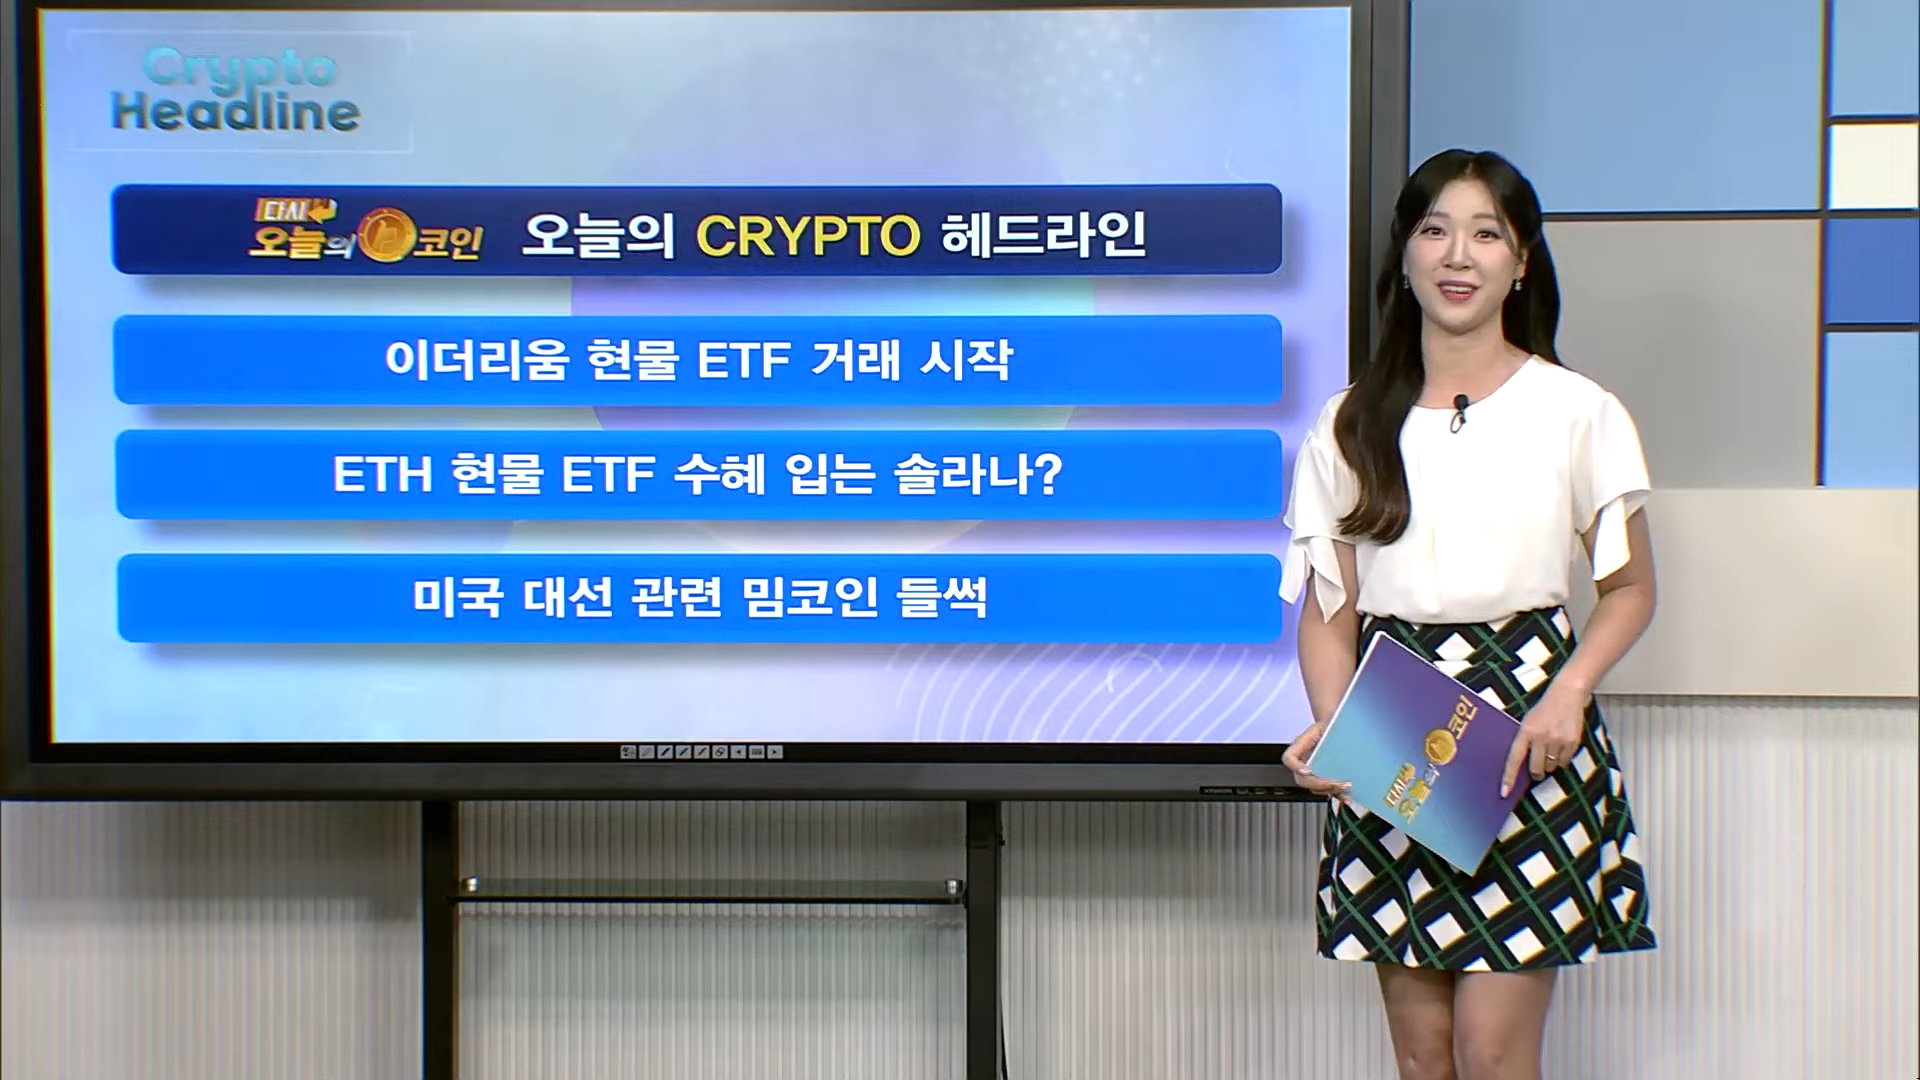 Crypto
Headline
다시
오늘의 코인
오늘의 CRYPTO 헤드라인
이더리움 현물 ETF 거래 시작
ETH 현물 ETF 수혜 입는 솔라나?
미국 대선 관련 밈코인 들썩
다시
오늘의 코인